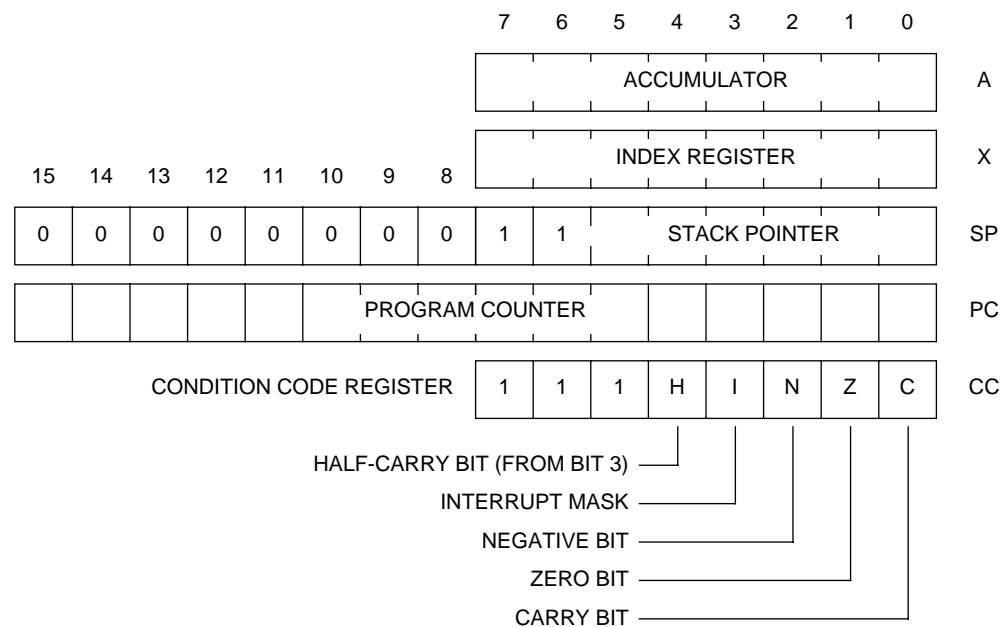 7 6 5 4 3 2 1 0
ACCUMULATOR A
INDEX REGISTER X
15 14 13 12 11 10 9 8
0 0 0 0 0 0 0 0 1 1 STACK POINTER SP
PROGRAM COUNTER PC
CONDITION CODE REGISTER 1 1 1 H I N Z C CC
HALF-CARRY BIT (FROM BIT 3)
INTERRUPT MASK
NEGATIVE BIT
ZERO BIT
CARRY BIT